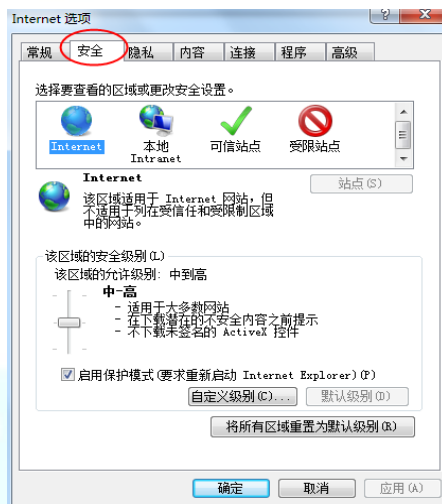 Internet 选项
常规 安全 隐私 内容 连接 程序 高级
选择要查看的区域或更改安全设置。
Internet 本地 Intranet 可信站点 受限站点
Internet
站点(S)
该区域适用于 Internet 网站，但
不适用于列在受信任和受限制区域
中的网站。
该区域的安全级别(L)
该区域的允许级别: 中到高
中-高
- 适用于大多数网站
- 在下载潜在的不安全内容之前提示
- 不下载未签名的 ActiveX 控件
启用保护模式(要求重新启动 Internet Explorer)(P)
自定义级别(C)... 默认级别(D)
将所有区域重置为默认级别(R)
确定 取消 应用(A)